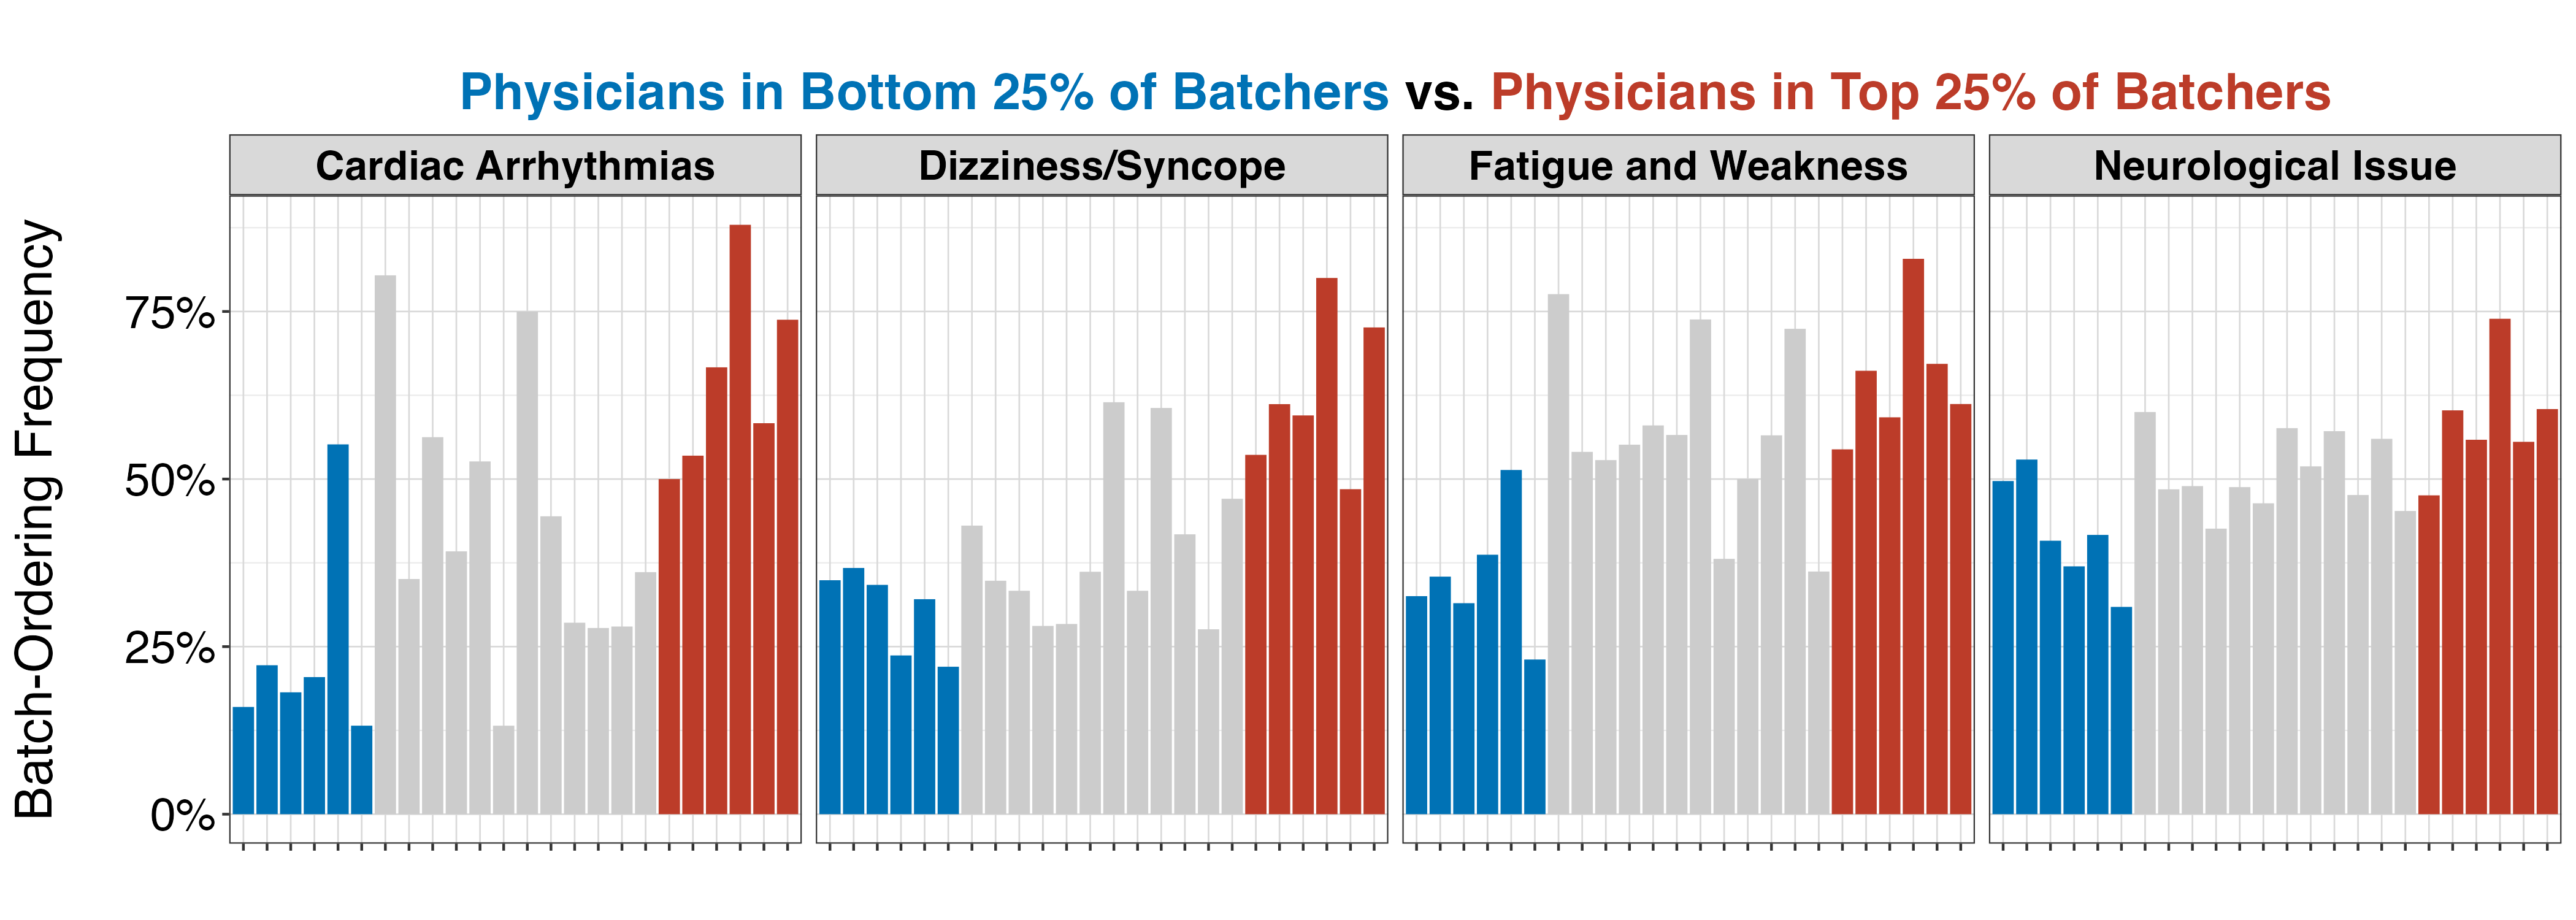 Physicians in Bottom 25% of Batchers vs. Physicians in Top 25% of Batchers
Cardiac Arrhythmias
Dizziness/Syncope
Fatigue and Weakness
Neurological Issue
Batch-Ordering Frequency
75%
50%
25%
0%